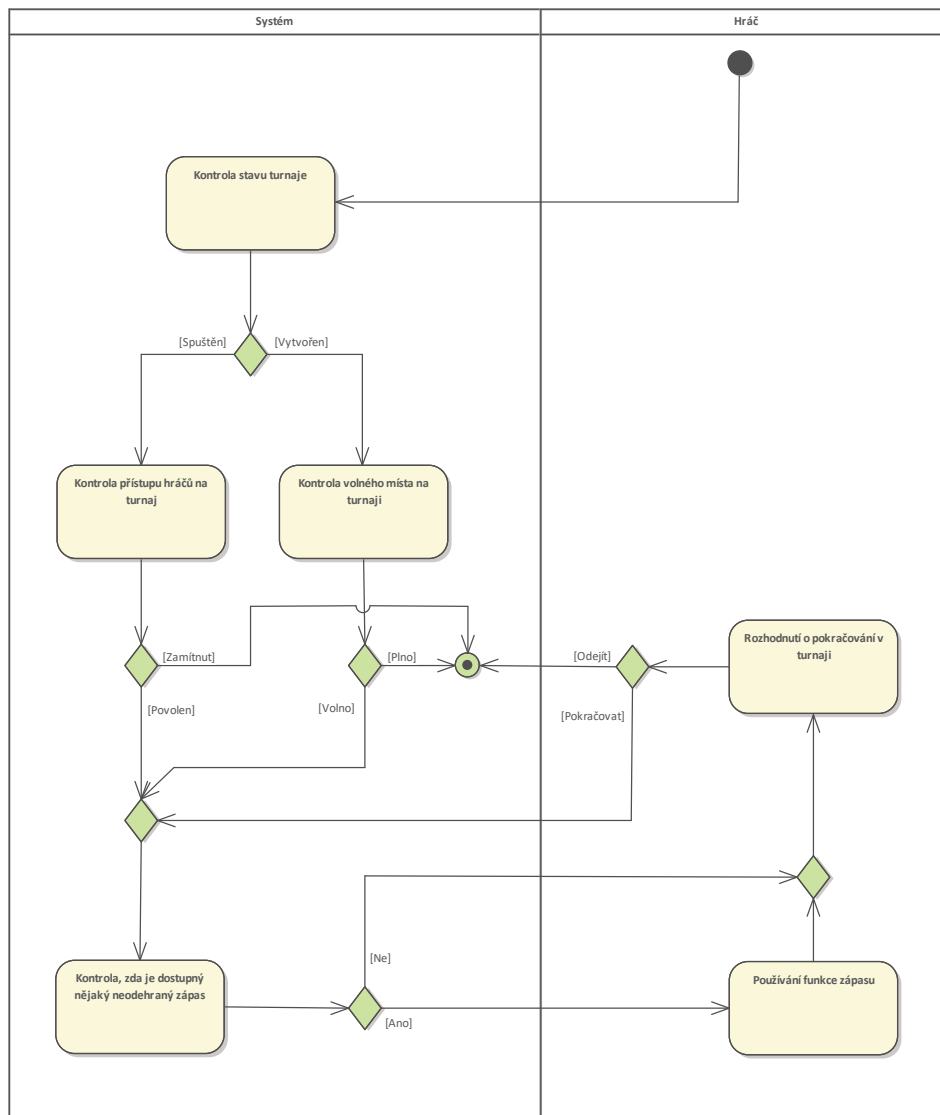 Systém
Hráč
Kontrola stavu turnaje
[Spuštěn]
[Vytvořen]
Kontrola přístupu hráčů na
turnaj
Kontrola volného místa na
turnaji
Rozhodnutí o pokračování v
turnaji
[Zamítnut]
[Plno]
[Odejít]
[Povolen]
[Volno]
[Pokračovat]
[Ne]
Kontrola, zda je dostupný
nějaký neodehraný zápas
Používání funkce zápasu
[Ano]